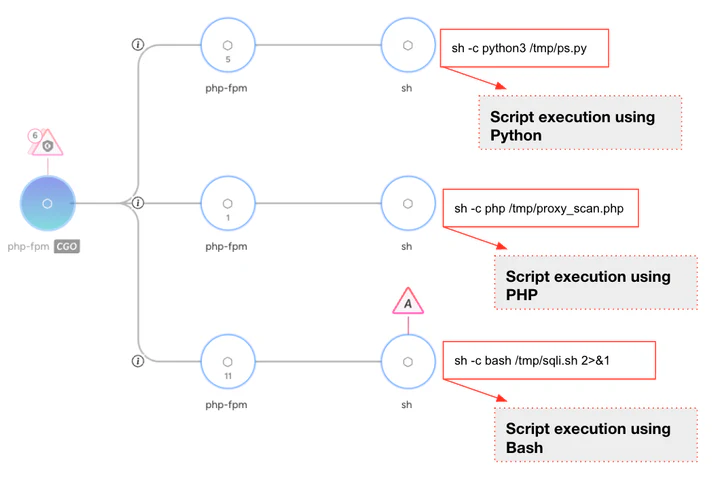 i
5
php-fpm
sh
sh -c python3 /tmp/ps.py
Script execution using
Python
6
php-fpm CGO
i
1
php-fpm
sh
sh -c php /tmp/proxy_scan.php
Script execution using
PHP
A
i
11
php-fpm
sh
sh -c bash /tmp/sqli.sh 2>&1
Script execution using
Bash